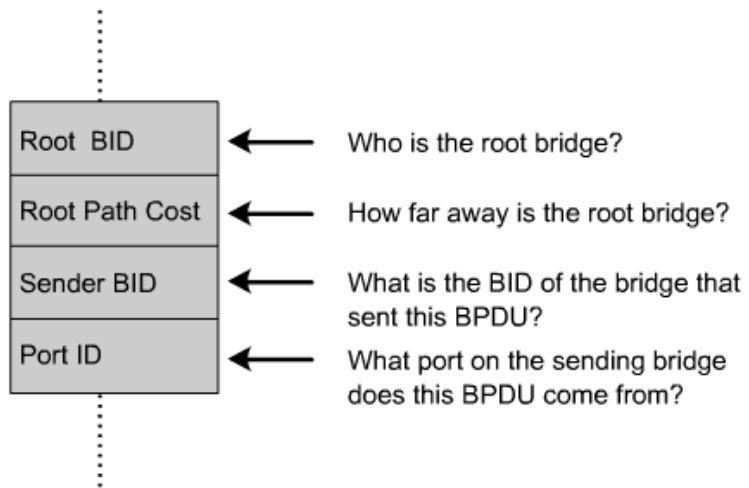 Root BID
Who is the root bridge?
Root Path Cost
How far away is the root bridge?
Sender BID
What is the BID of the bridge that
sent this BPDU?
Port ID
What port on the sending bridge
does this BPDU come from?